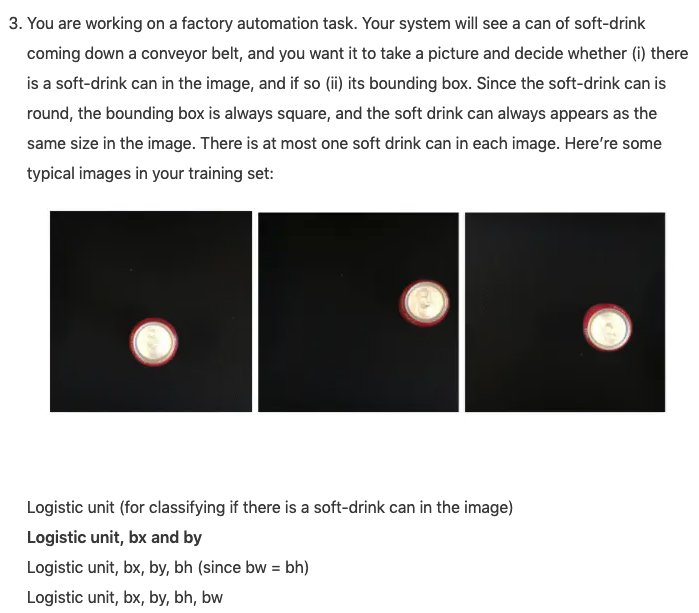 3. You are working on a factory automation task. Your system will see a can of soft-drink
coming down a conveyor belt, and you want it to take a picture and decide whether (i) there
is a soft-drink can in the image, and if so (ii) its bounding box. Since the soft-drink can is
round, the bounding box is always square, and the soft drink can always appears as the
same size in the image. There is at most one soft drink can in each image. Here’re some
typical images in your training set:
Logistic unit (for classifying if there is a soft-drink can in the image)
Logistic unit, bx and by
Logistic unit, bx, by, bh (since bw = bh)
Logistic unit, bx, by, bh, bw